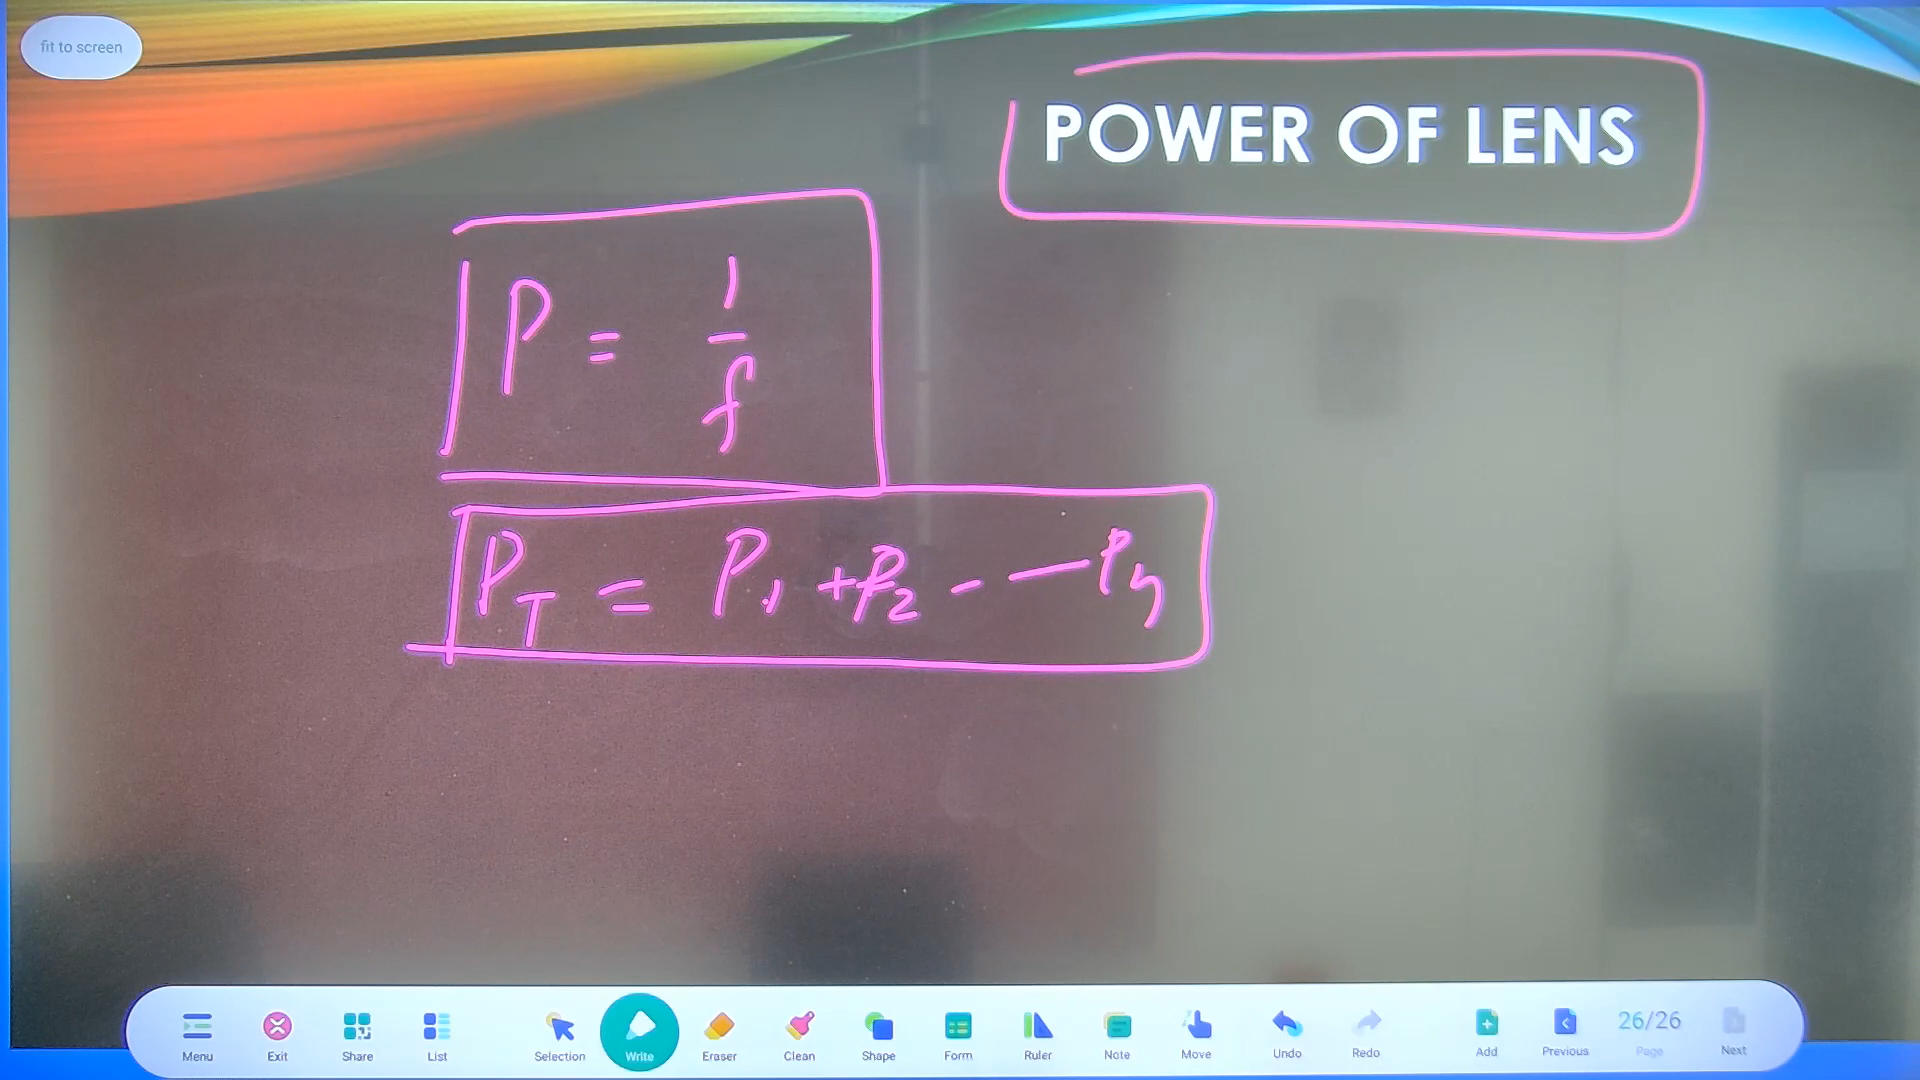 fit to screen
POWER OF LENS
P = 1/f
P_T = P_1 + P_2 - — P_n
Menu Exit Share List Selection Write Eraser Clean Shape Form Ruler Note Move Undo Redo Add Previous 26/26 Page Next